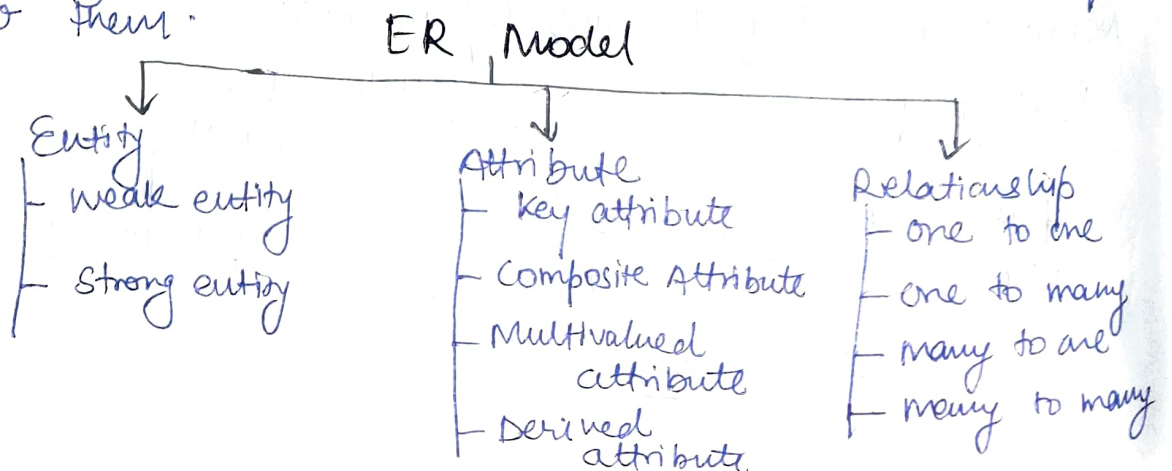 them.
ER Model
Entity
weak entity
Strong entity
Attribute
key attribute
Composite Attribute
Multivalued
attribute
Derived
attribute
Relationship
one to one
one to many
many to one
many to many